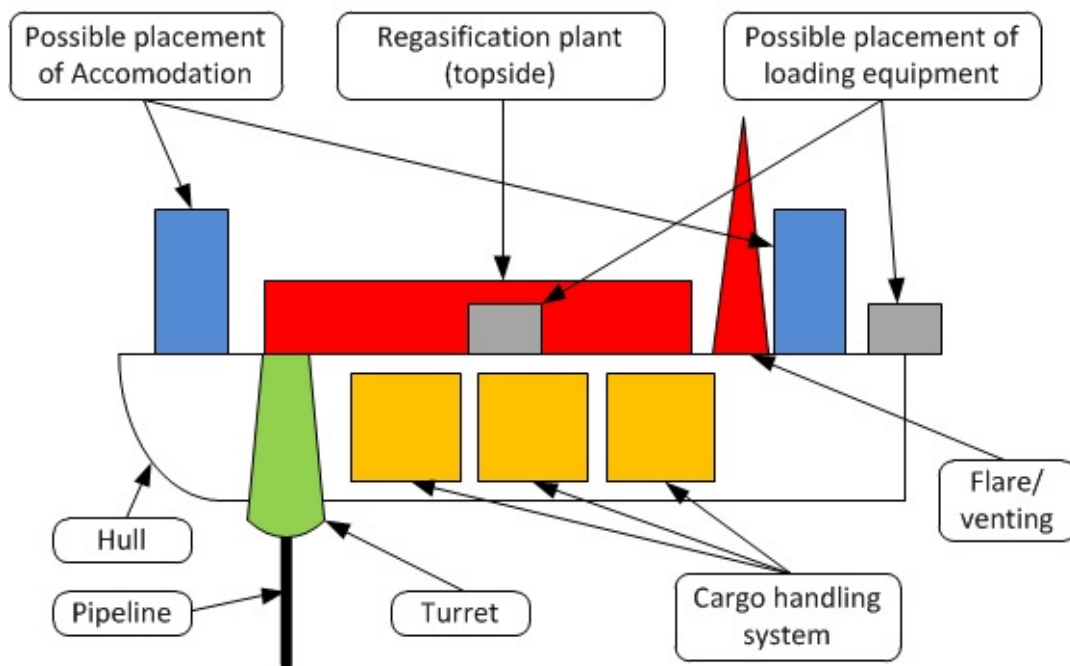 Possible placement
of Accomodation
Regasification plant
(topside)
Possible placement of
loading equipment
Hull
Pipeline
Turret
Cargo handling
system
Flare/
venting